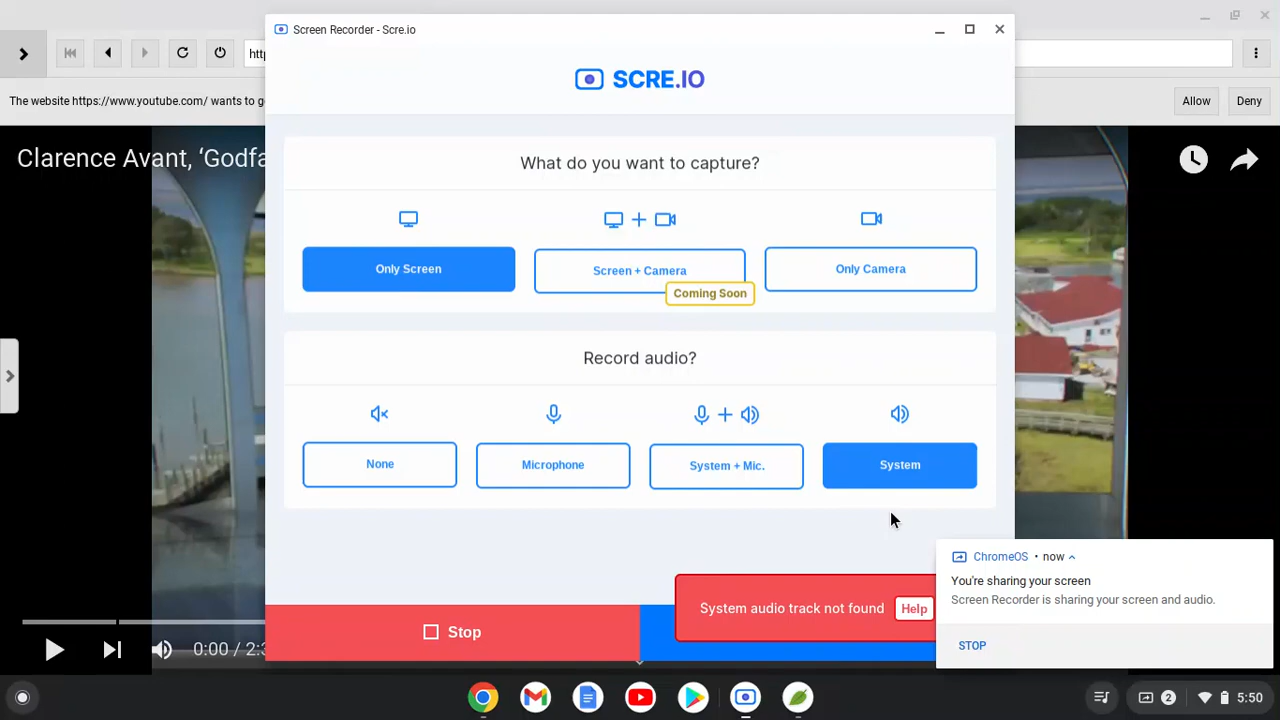 Screen Recorder - Scre.io
http
The website https://www.youtube.com/ wants to g
Allow
Deny
Clarence Avant, ‘Godfa
SCRE.IO
What do you want to capture?
Only Screen
Screen + Camera
Only Camera
Coming Soon
Record audio?
None
Microphone
System + Mic.
System
System audio track not found
Help
Stop
ChromeOS • now
You're sharing your screen
Screen Recorder is sharing your screen and audio.
STOP
0:00 / 2:3
2
5:50